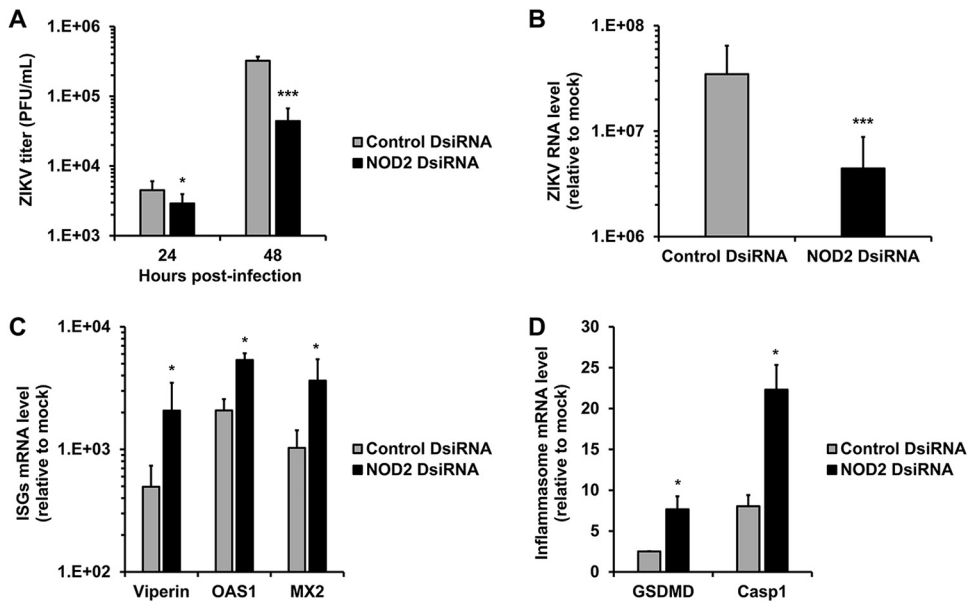 A
1.E+06
1.E+05
1.E+04
1.E+03
ZIKV titer (PFU/mL)
*
***
24
48
Hours post-infection
Control DsiRNA
NOD2 DsiRNA
B
1.E+08
1.E+07
1.E+06
ZIKV RNA level
(relative to mock)
***
Control DsiRNA
NOD2 DsiRNA
C
1.E+04
1.E+03
1.E+02
ISGs mRNA level
(relative to mock)
*
*
*
Viperin
OAS1
MX2
Control DsiRNA
NOD2 DsiRNA
D
30
25
20
15
10
5
0
Inflammasome mRNA level
(relative to mock)
*
*
GSDMD
Casp1
Control DsiRNA
NOD2 DsiRNA